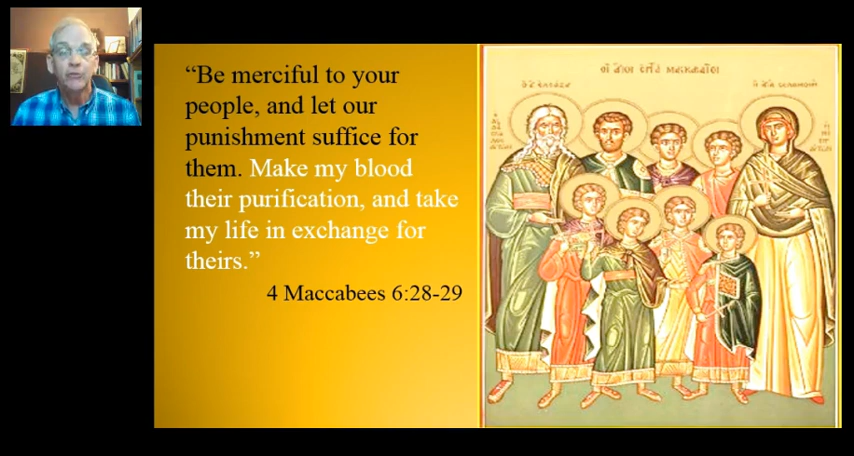 “Be merciful to your
people, and let our
punishment suffice for
them. Make my blood
their purification, and take
my life in exchange for
theirs.”
4 Maccabees 6:28-29